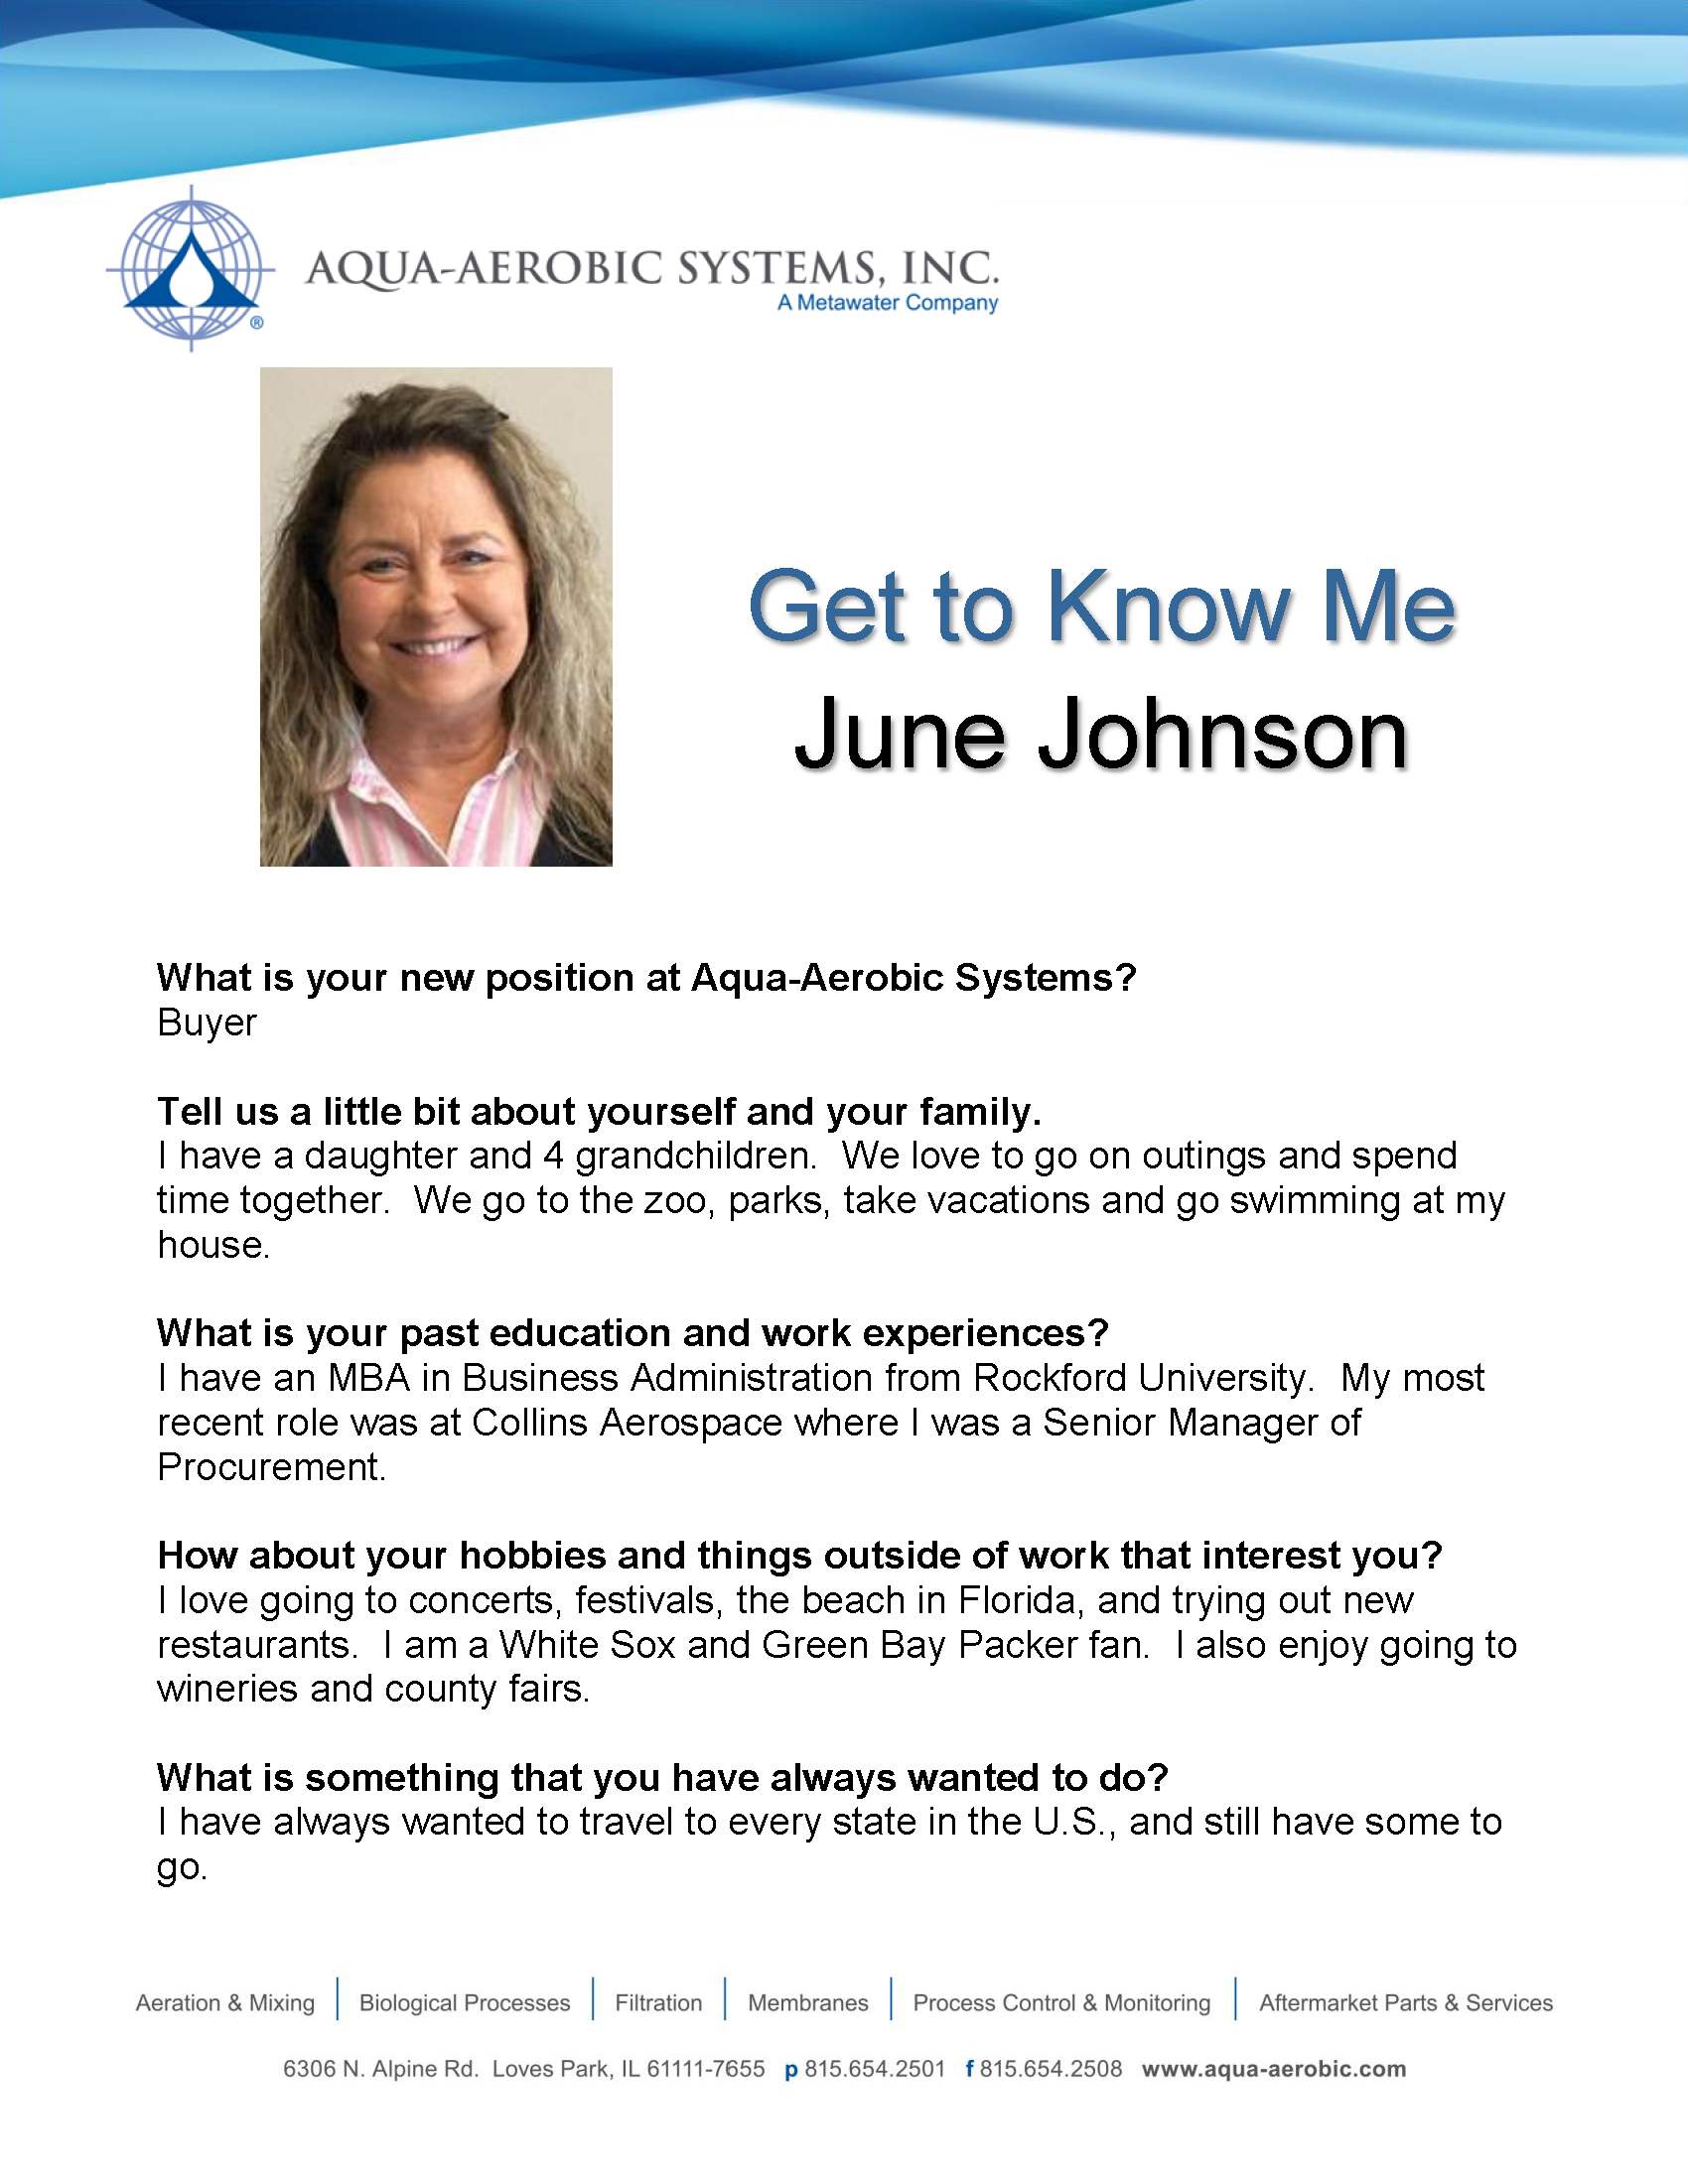 AQUA-AEROBIC SYSTEMS, INC.
A Metawater Company
®
Get to Know Me
June Johnson
What is your new position at Aqua-Aerobic Systems?
Buyer
Tell us a little bit about yourself and your family.
I have a daughter and 4 grandchildren.  We love to go on outings and spend
time together.  We go to the zoo, parks, take vacations and go swimming at my
house.
What is your past education and work experiences?
I have an MBA in Business Administration from Rockford University.  My most
recent role was at Collins Aerospace where I was a Senior Manager of
Procurement.
How about your hobbies and things outside of work that interest you?
I love going to concerts, festivals, the beach in Florida, and trying out new
restaurants.  I am a White Sox and Green Bay Packer fan.  I also enjoy going to
wineries and county fairs.
What is something that you have always wanted to do?
I have always wanted to travel to every state in the U.S., and still have some to
go.
Aeration & Mixing | Biological Processes | Filtration | Membranes | Process Control & Monitoring | Aftermarket Parts & Services
6306 N. Alpine Rd.  Loves Park, IL 61111-7655  p 815.654.2501  f 815.654.2508  www.aqua-aerobic.com